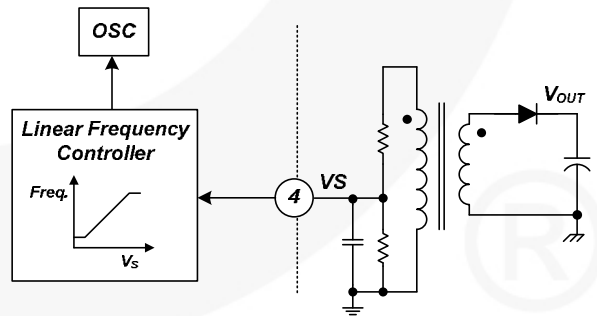 OSC
Linear Frequency
Controller
Freq.
VS
4
VS
VOUT
®